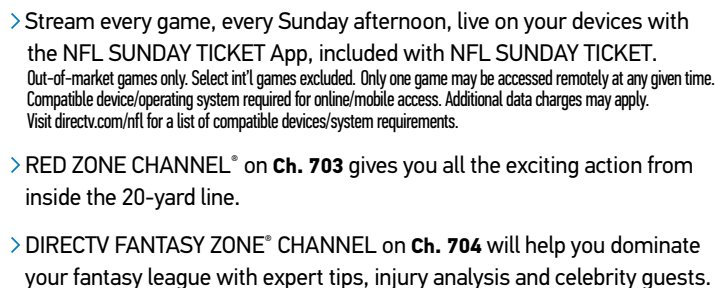 > Stream every game, every Sunday afternoon, live on your devices with
the NFL SUNDAY TICKET App, included with NFL SUNDAY TICKET.
Out-of-market games only. Select int'l games excluded. Only one game may be accessed remotely at any given time.
Compatible device/operating system required for online/mobile access. Additional data charges may apply.
Visit directv.com/nfl for a list of compatible devices/system requirements.
> RED ZONE CHANNEL® on Ch. 703 gives you all the exciting action from
inside the 20-yard line.
> DIRECTV FANTASY ZONE® CHANNEL on Ch. 704 will help you dominate
your fantasy league with expert tips, injury analysis and celebrity guests.